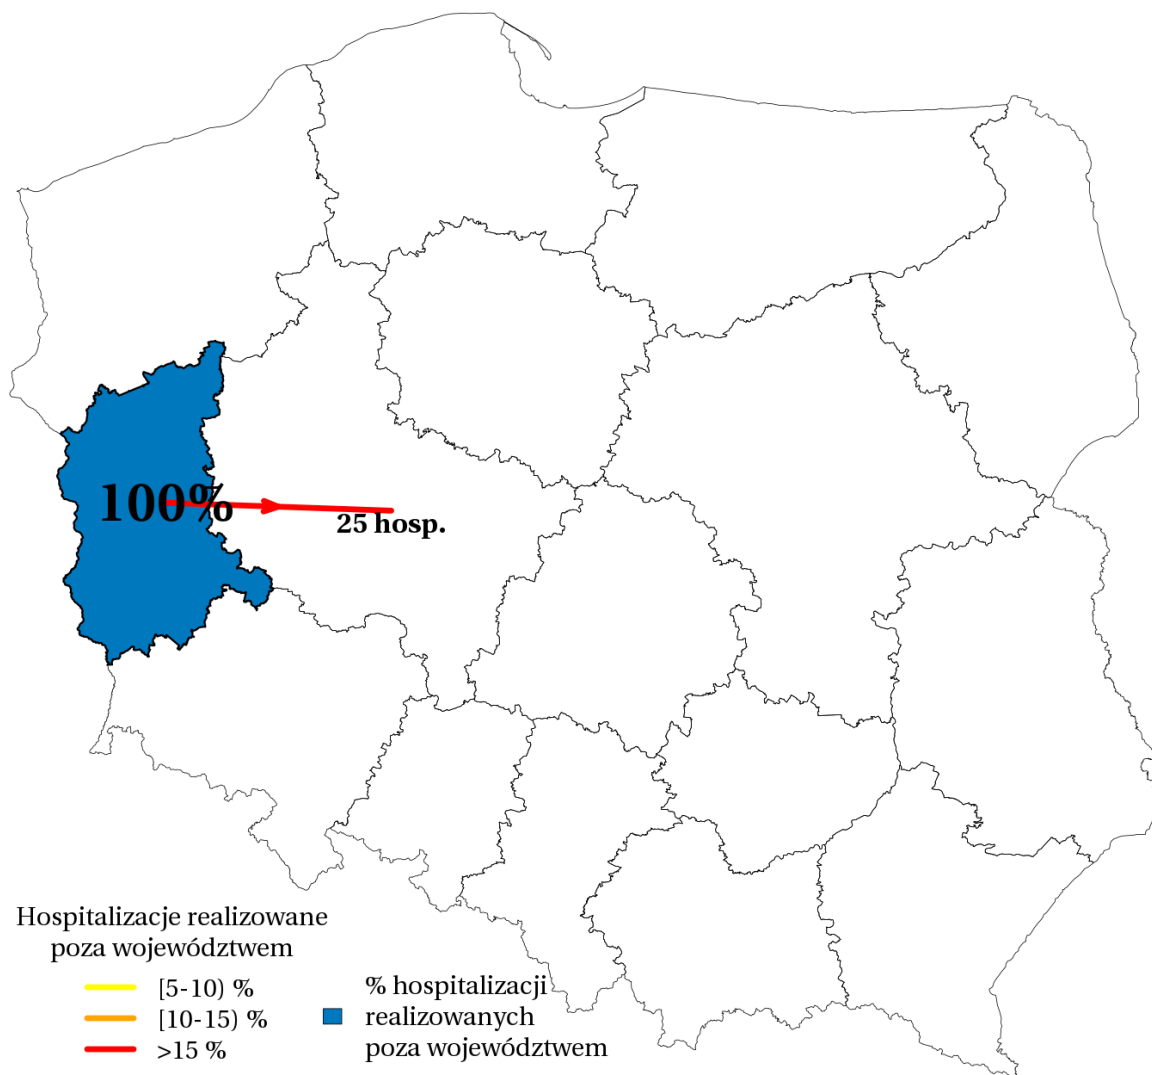 100%
25 hosp.
Hospitalizacje realizowane
poza województwem
[5-10) %
[10-15) %
>15 %
% hospitalizacji
realizowanych
poza województwem